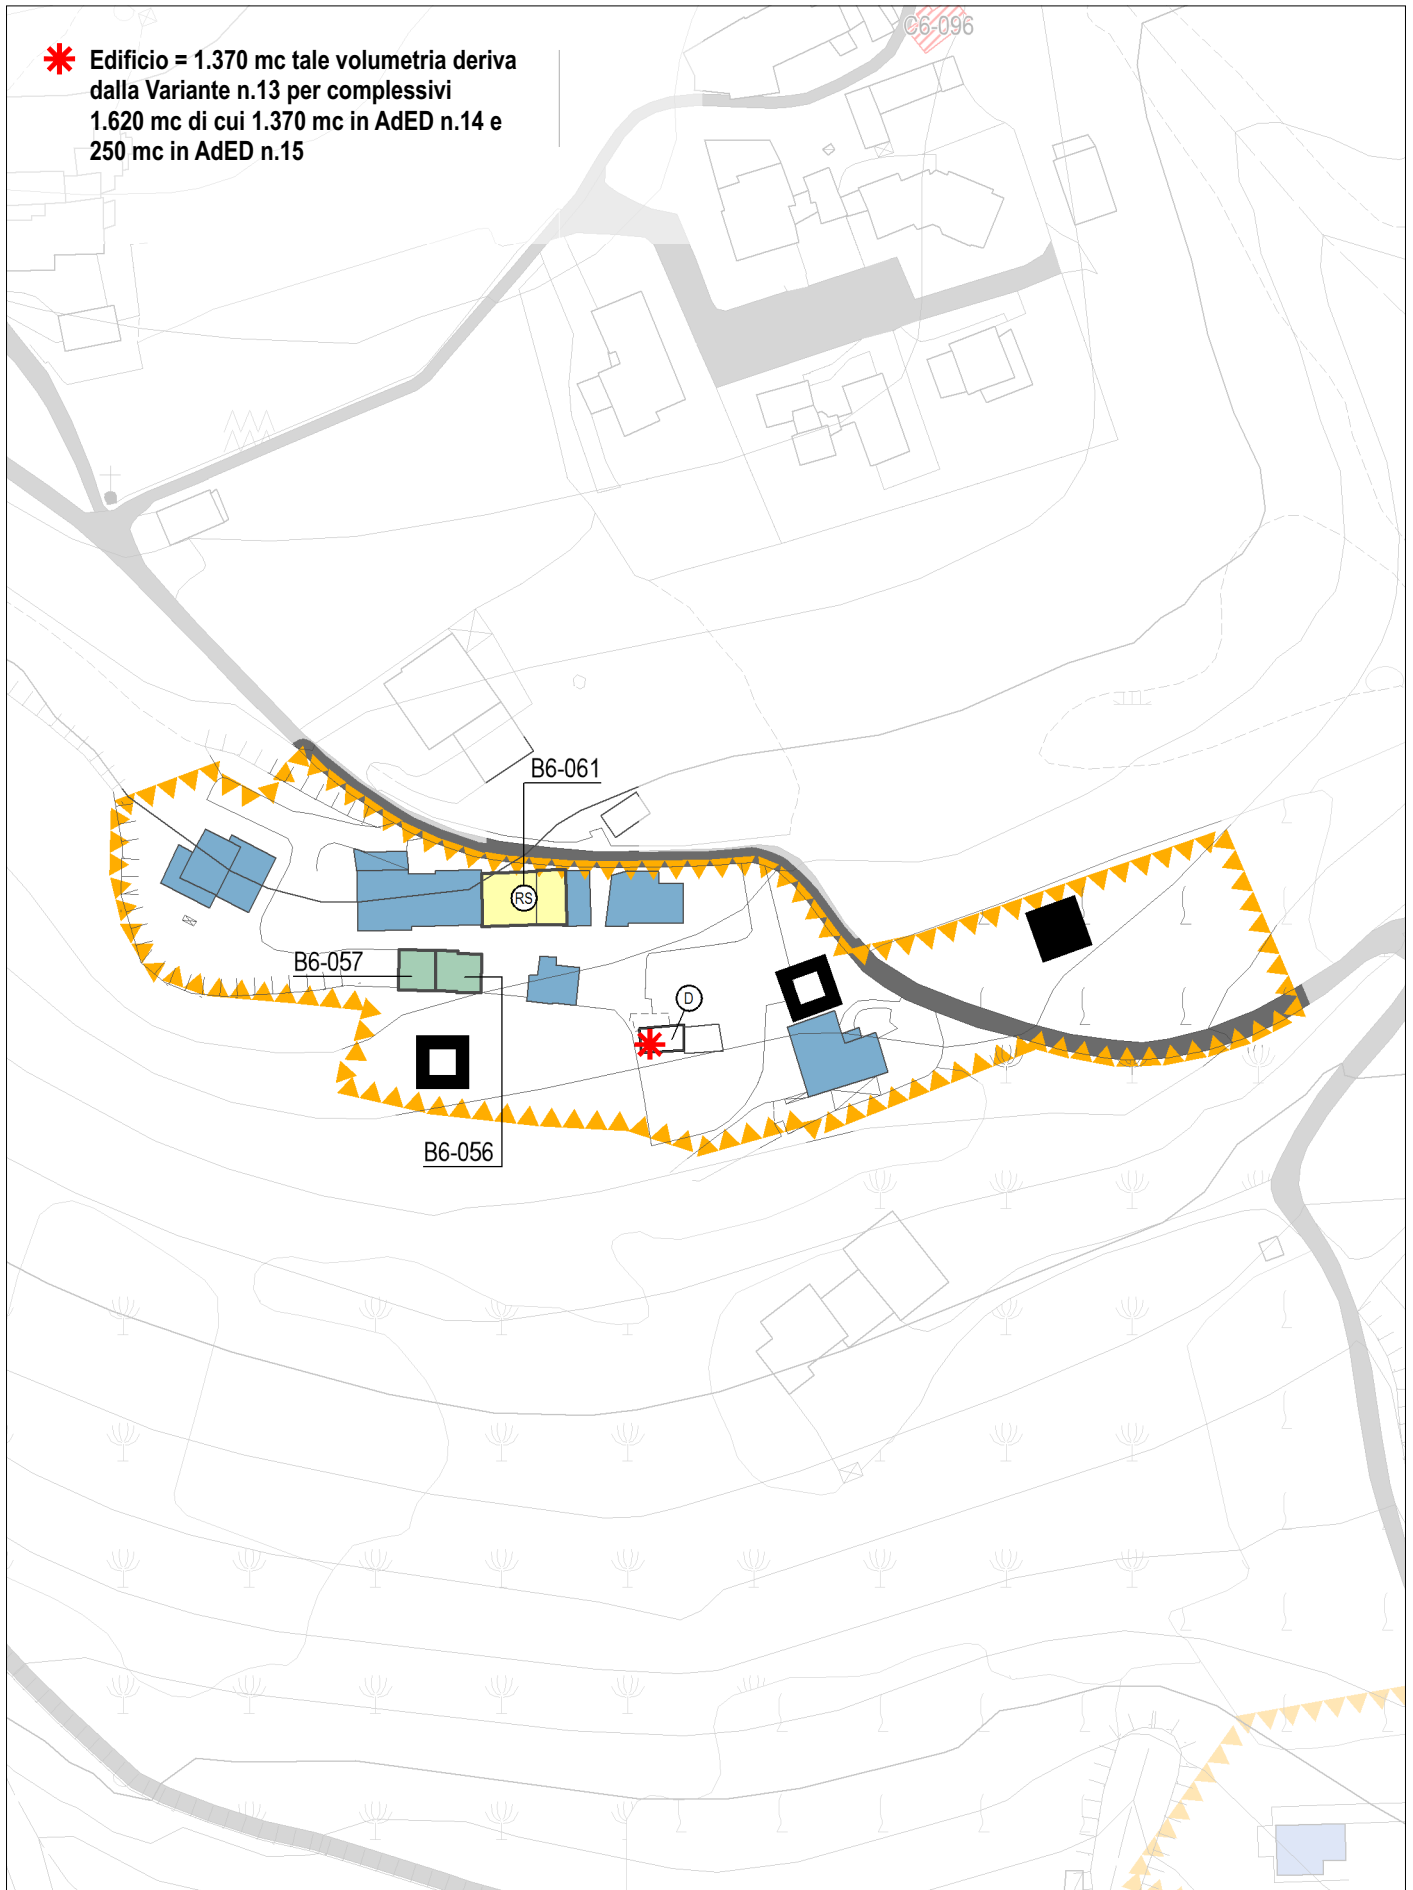 C6-096
Edificio = 1.370 mc tale volumetria deriva
dalla Variante n.13 per complessivi
1.620 mc di cui 1.370 mc in AdED n.14 e
250 mc in AdED n.15
B6-061
RS
B6-057
D
B6-056